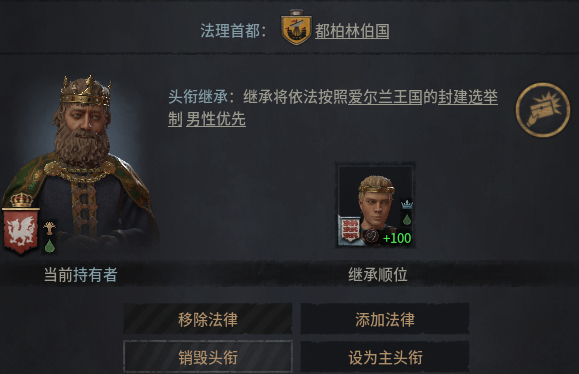 法理首都： 都柏林伯国
头衔继承：继承将依法按照爱尔兰王国的封建选举
制 男性优先
+100
当前持有者
继承顺位
移除法律
添加法律
销毁头衔
设为主头衔